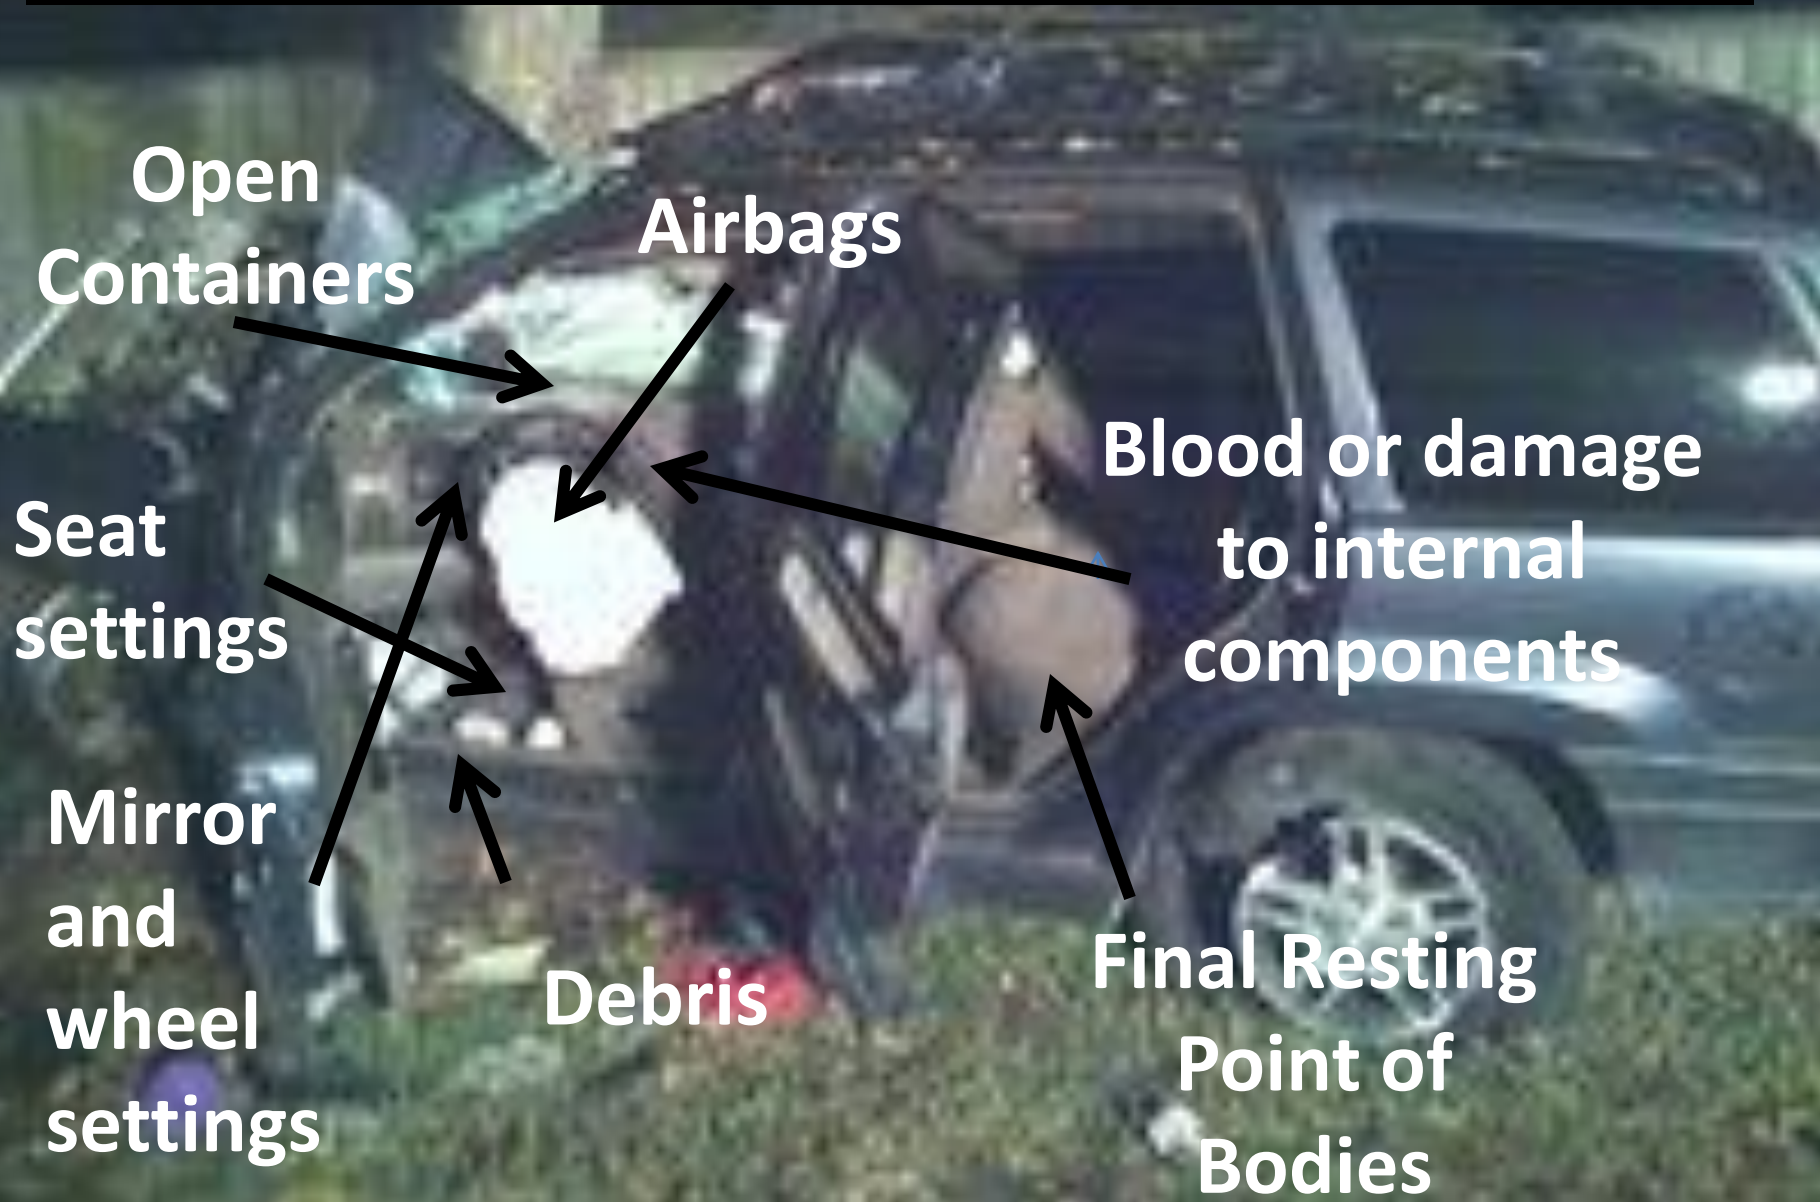 Open
Containers
Airbags
Blood or damage
to internal
components
Seat
settings
Mirror
and
wheel
settings
Debris
Final Resting
Point of
Bodies